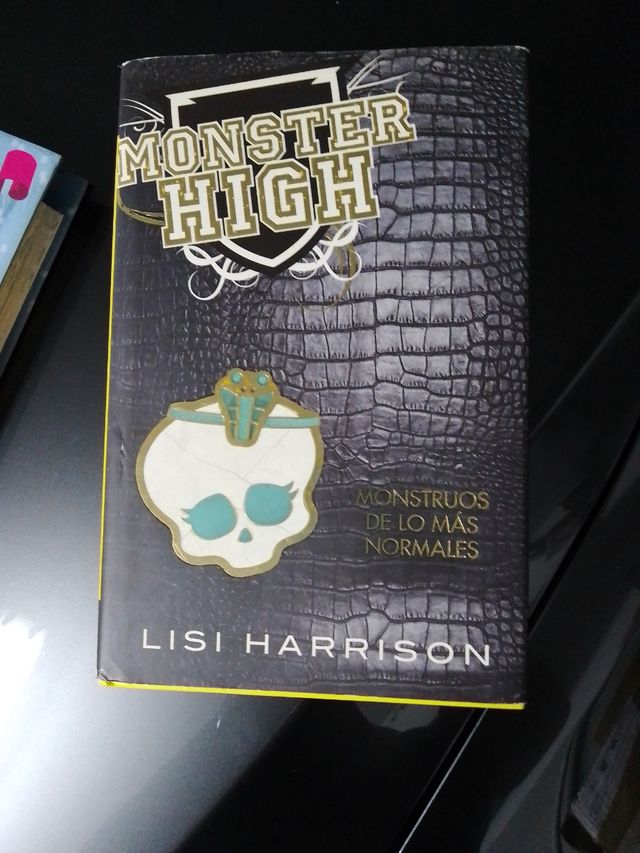 MONSTER
HIGH
MONSTRUOS
DE LO MÁS
NORMALES
LISI HARRISON